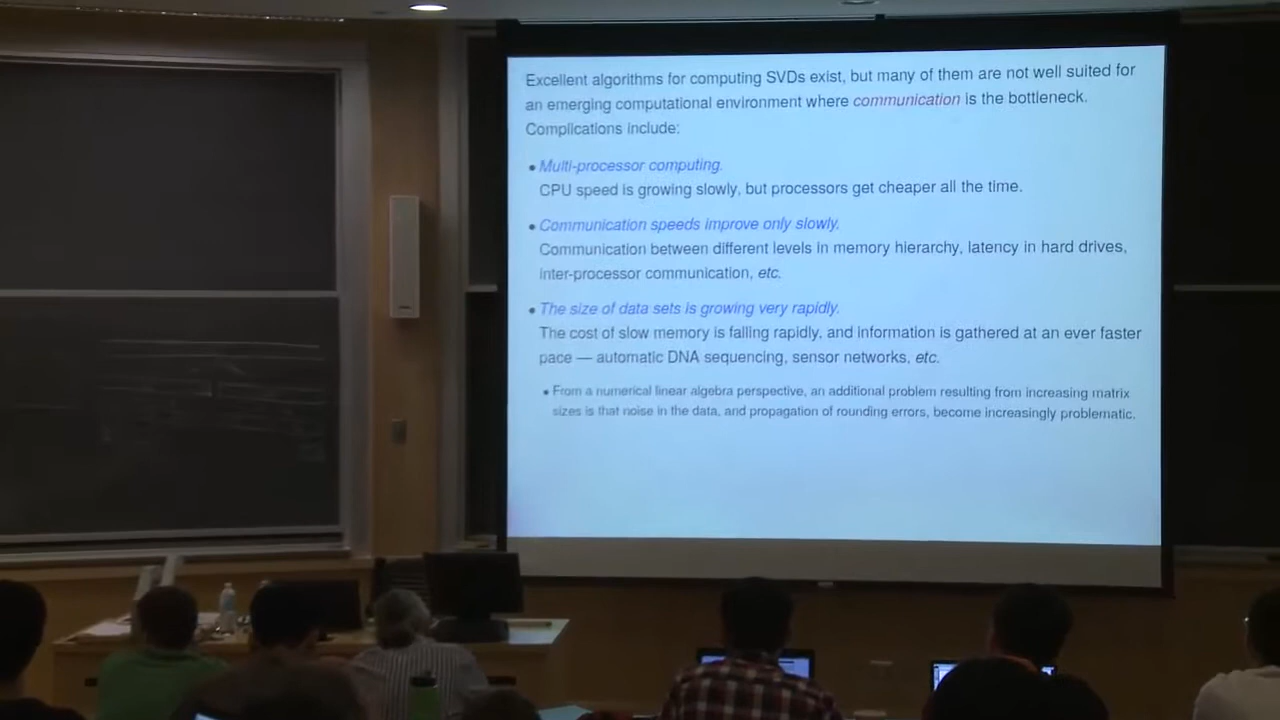 Excellent algorithms for computing SVDs exist, but many of them are not well suited for
an emerging computational environment where communication is the bottleneck.
Complications include:
• Multi-processor computing.
CPU speed is growing slowly, but processors get cheaper all the time.
• Communication speeds improve only slowly.
Communication between different levels in memory hierarchy, latency in hard drives,
inter-processor communication, etc.
• The size of data sets is growing very rapidly.
The cost of slow memory is falling rapidly, and information is gathered at an ever faster
pace — automatic DNA sequencing, sensor networks, etc.
• From a numerical linear algebra perspective, an additional problem resulting from increasing matrix
sizes is that noise in the data, and propagation of rounding errors, become increasingly problematic.